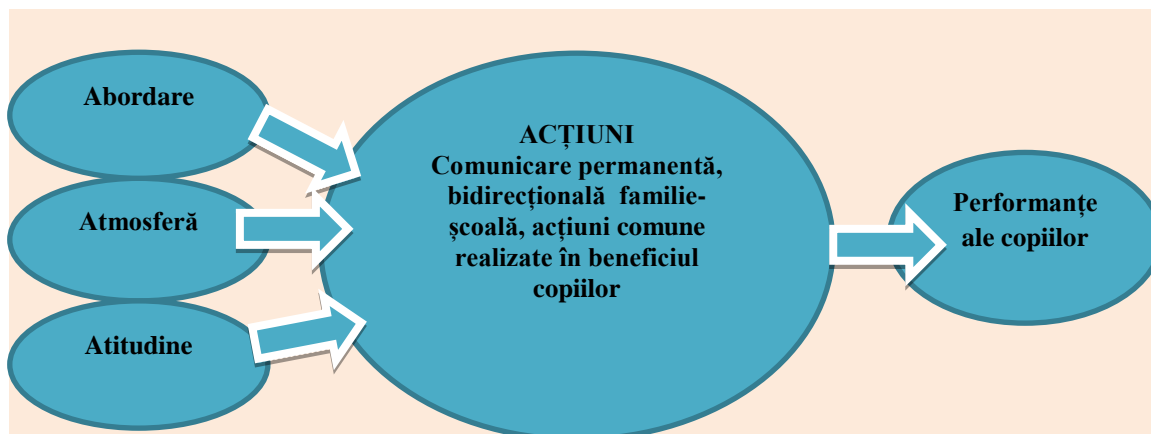 Abordare
Atmosferă
Atitudine
ACȚIUNI
Comunicare permanentă,
bidirecțională familie-
școală, acțiuni comune
realizate în beneficiul
copiilor
Performanțe
ale copiilor